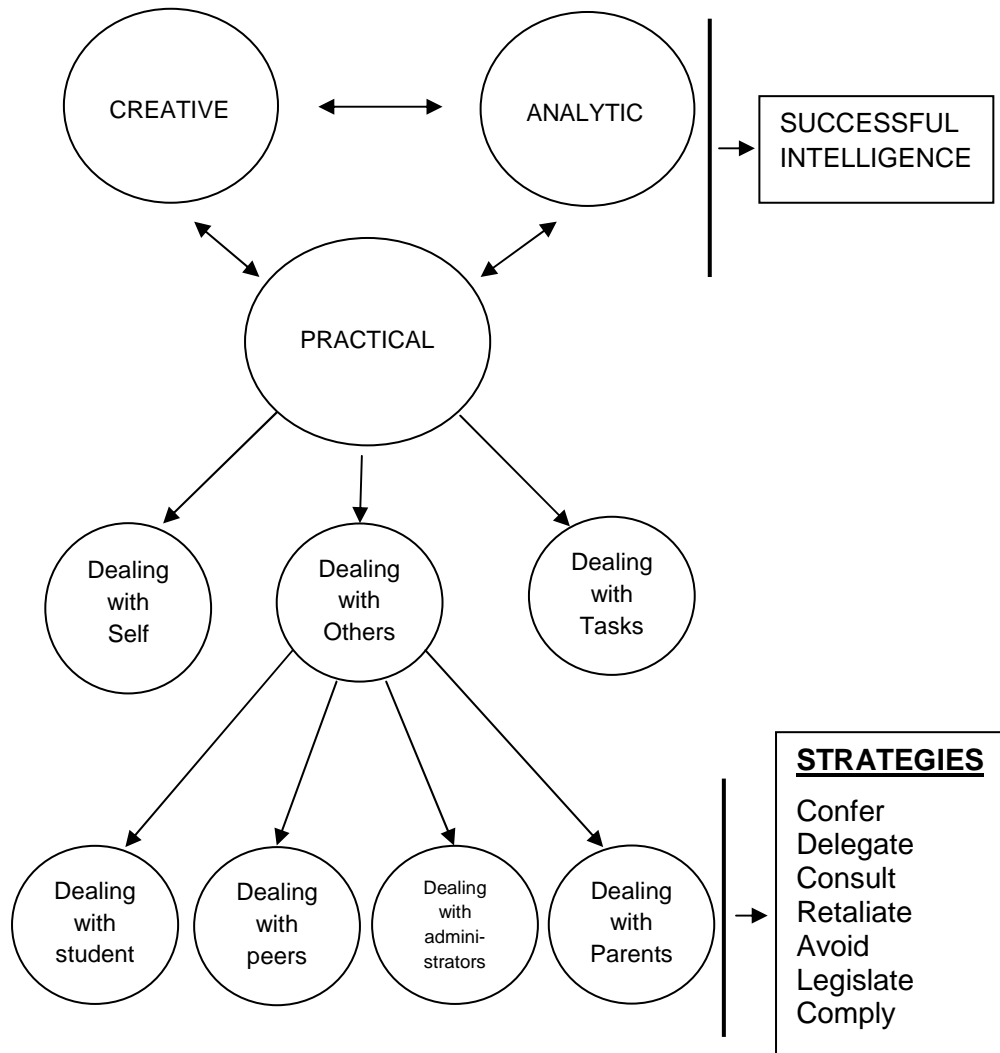 CREATIVE
ANALYTIC
SUCCESSFUL
INTELLIGENCE
PRACTICAL
Dealing
with
Self
Dealing
with
Others
Dealing
with
Tasks
Dealing
with
student
Dealing
with
peers
Dealing
with
admini-
strators
Dealing
with
Parents
STRATEGIES
Confer
Delegate
Consult
Retaliate
Avoid
Legislate
Comply